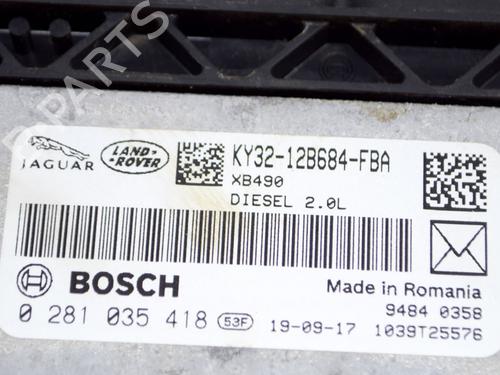 JAGUAR
LAND-
-ROVER
KY32-12B684-FBA
XB490
DIESEL 2.0L
BOSCH
Made in Romania
9484 0358
0 281 035 418 53F 19-09-17 1039T25576